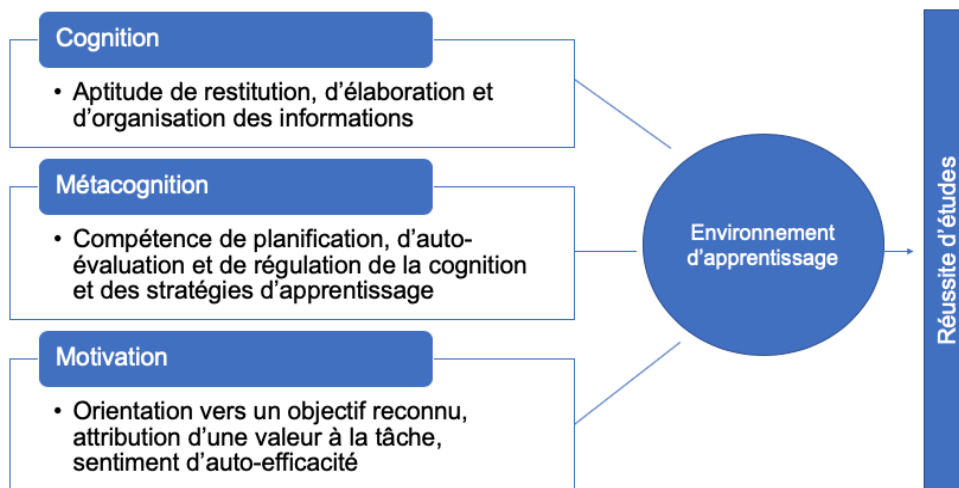 Cognition
• Aptitude de restitution, d’élaboration et
d’organisation des informations
Métacognition
• Compétence de planification, d’auto-
évaluation et de régulation de la cognition
et des stratégies d’apprentissage
Motivation
• Orientation vers un objectif reconnu,
attribution d’une valeur à la tâche,
sentiment d’auto-efficacité
Environnement
d’apprentissage
Réussite d’études